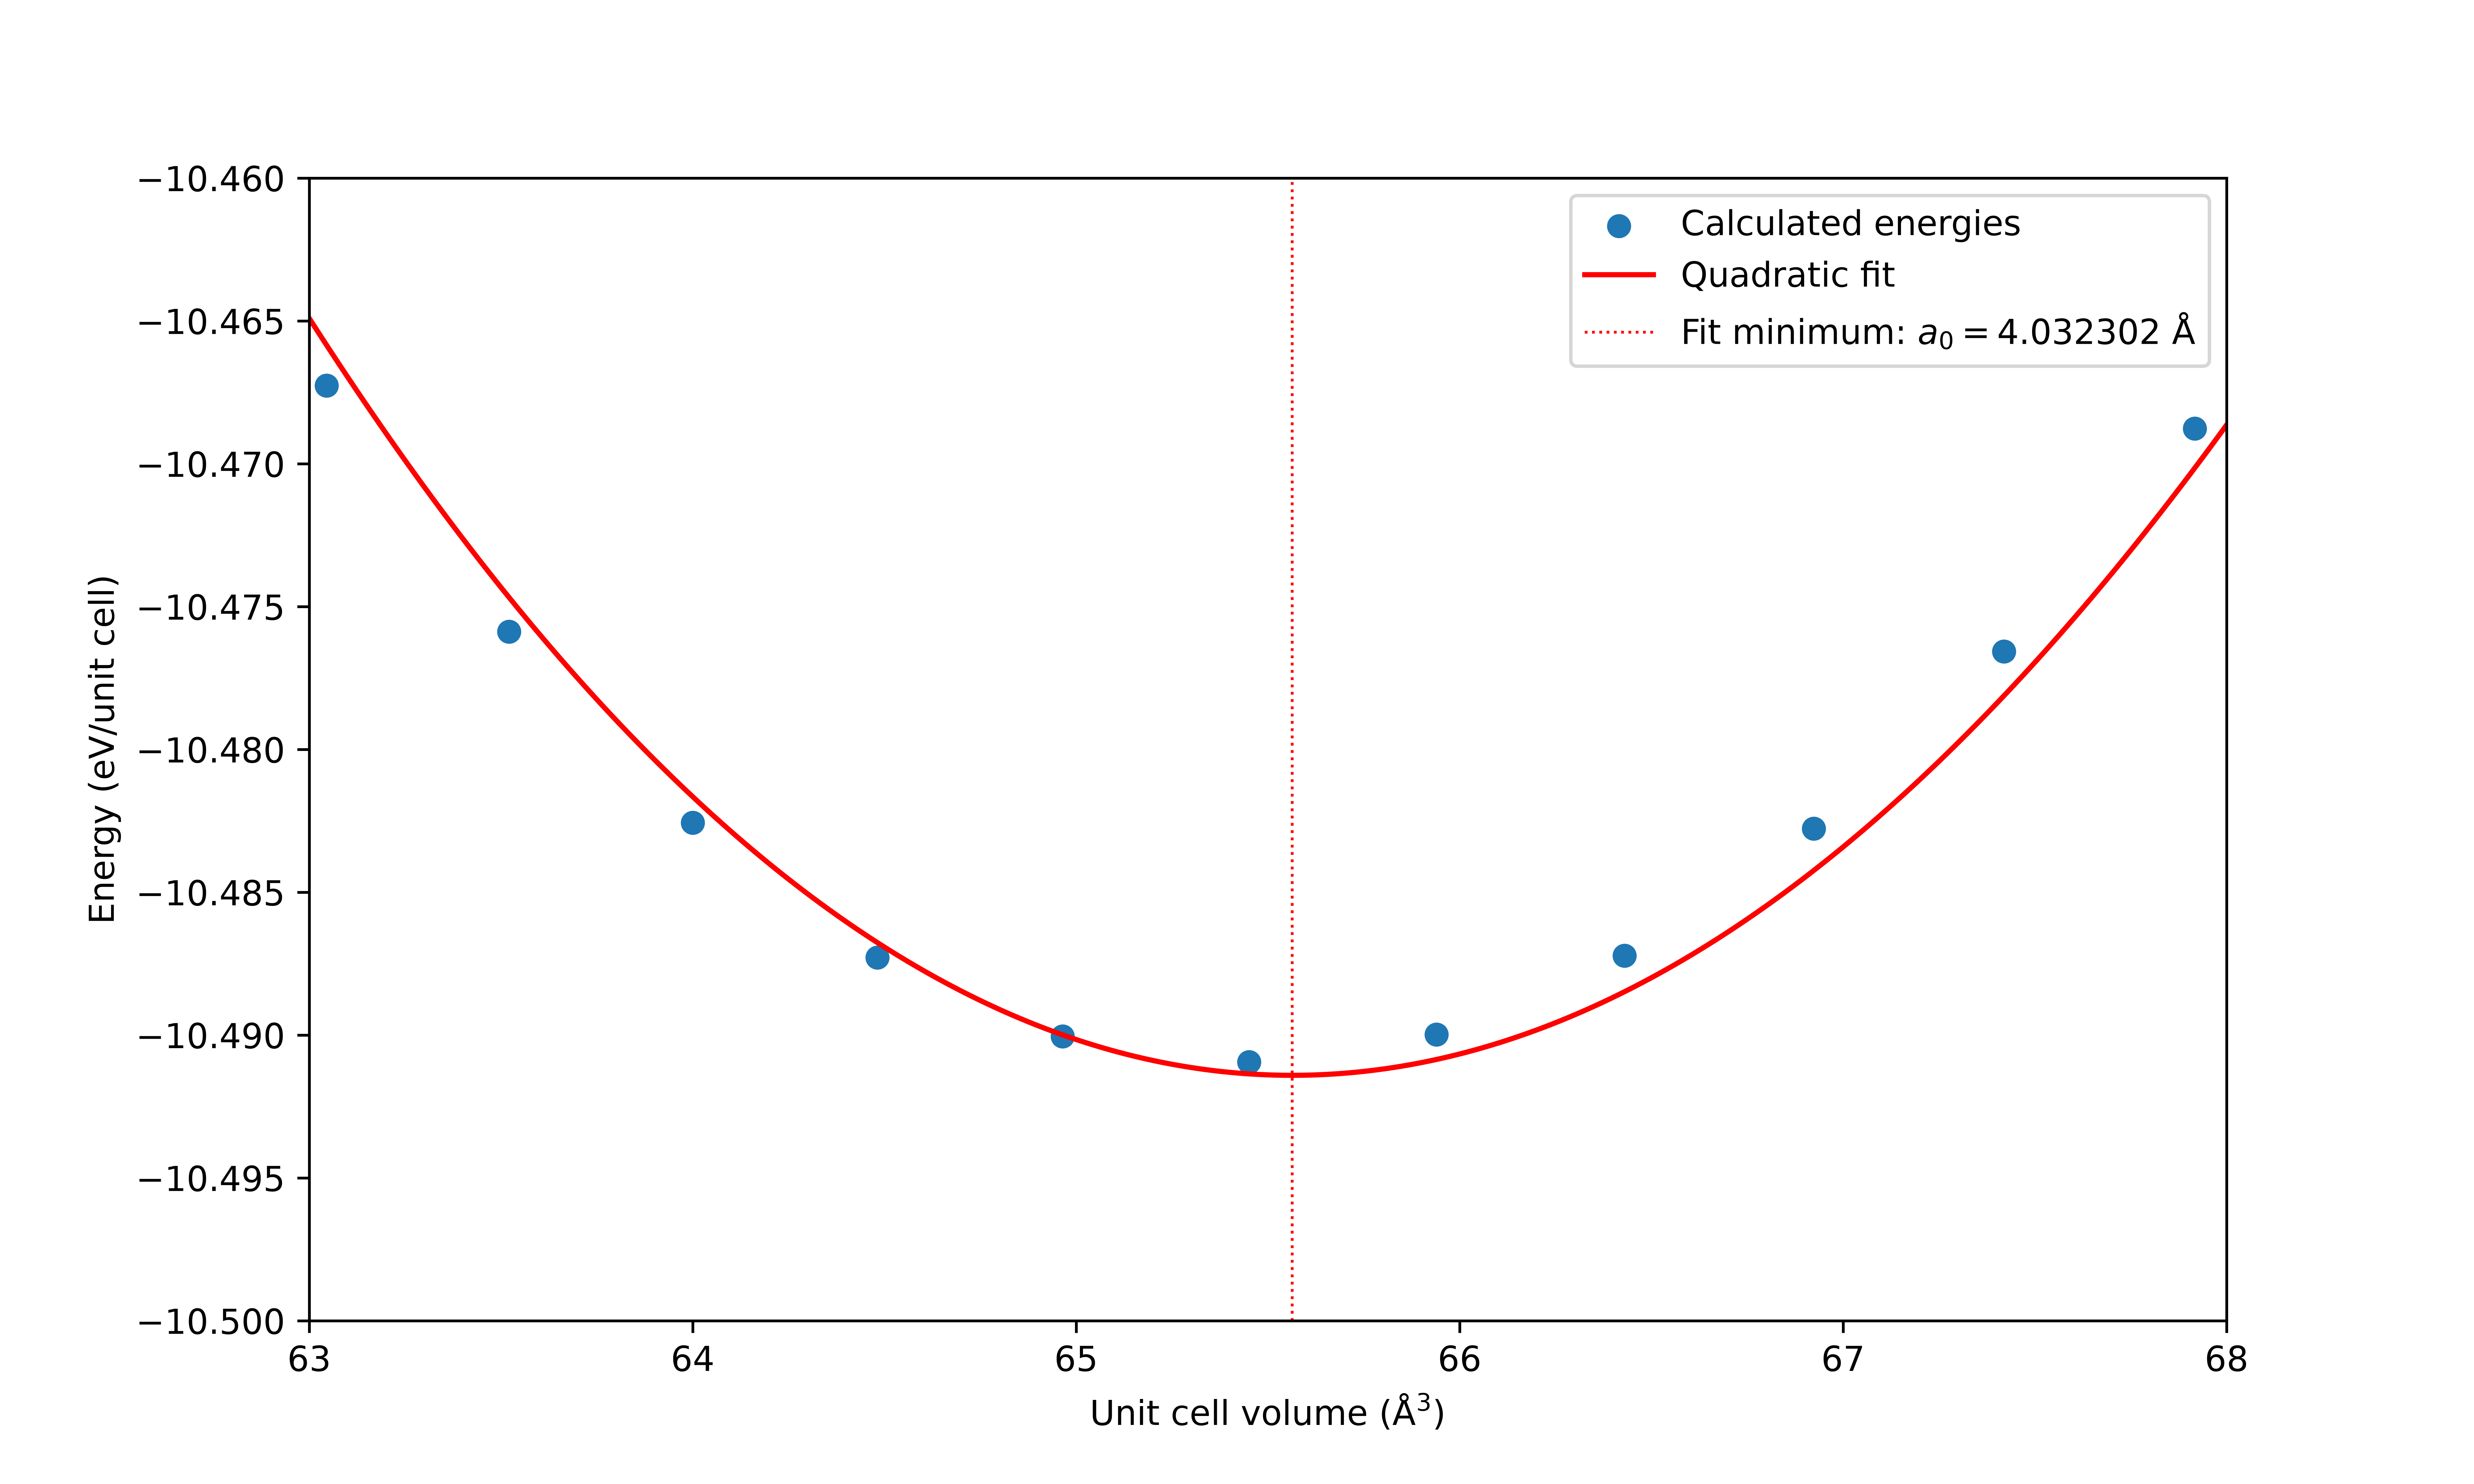 −10.460
−10.465
−10.470
−10.475
−10.480
−10.485
−10.490
−10.495
−10.500
Energy (eV/unit cell)
63 64 65 66 67 68
Unit cell volume (Å³)
Calculated energies
Quadratic fit
Fit minimum: a₀ = 4.032302 Å